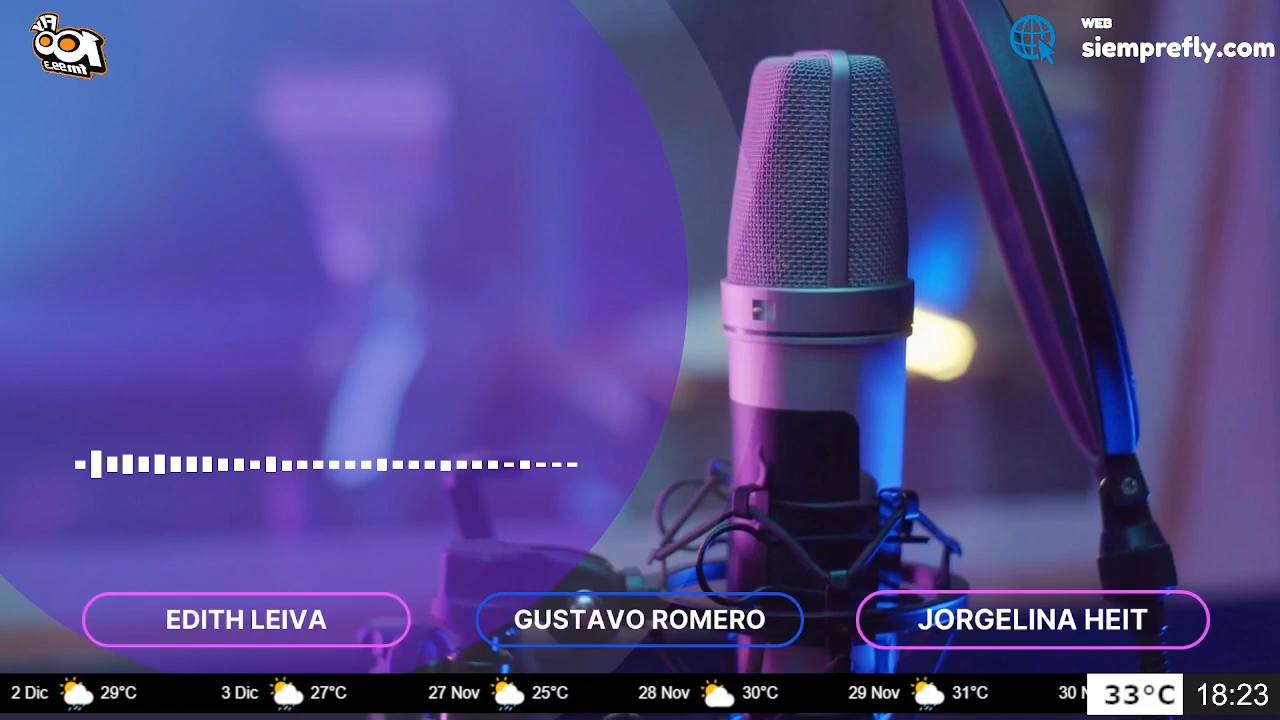 WEB
siemprefly.com
EDITH LEIVA
GUSTAVO ROMERO
JORGELINA HEIT
2 Dic 29°C 3 Dic 27°C 27 Nov 25°C 28 Nov 30°C 29 Nov 31°C 30 N 33°C 18:23